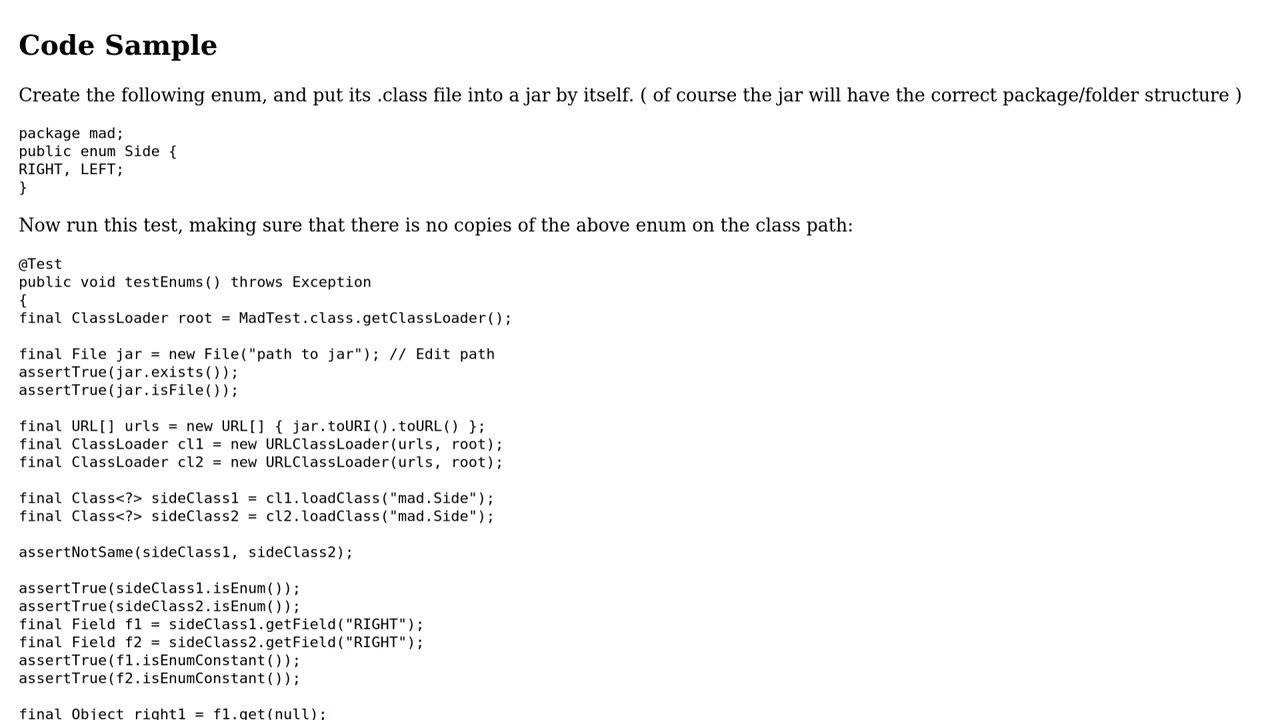 Code Sample
Create the following enum, and put its .class file into a jar by itself. ( of course the jar will have the correct package/folder structure )
package mad;
public enum Side {
RIGHT, LEFT;
}
Now run this test, making sure that there is no copies of the above enum on the class path:
@Test
public void testEnums() throws Exception
{
final ClassLoader root = MadTest.class.getClassLoader();
final File jar = new File("path to jar"); // Edit path
assertTrue(jar.exists());
assertTrue(jar.isFile());
final URL[] urls = new URL[] { jar.toURI().toURL() };
final ClassLoader cl1 = new URLClassLoader(urls, root);
final ClassLoader cl2 = new URLClassLoader(urls, root);
final Class<?> sideClass1 = cl1.loadClass("mad.Side");
final Class<?> sideClass2 = cl2.loadClass("mad.Side");
assertNotSame(sideClass1, sideClass2);
assertTrue(sideClass1.isEnum());
assertTrue(sideClass2.isEnum());
final Field f1 = sideClass1.getField("RIGHT");
final Field f2 = sideClass2.getField("RIGHT");
assertTrue(f1.isEnumConstant());
assertTrue(f2.isEnumConstant());
final Object right1 = f1.get(null);